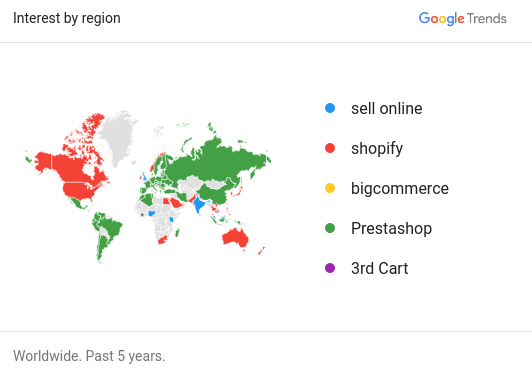 Interest by region
Google Trends
sell online
shopify
bigcommerce
Prestashop
3rd Cart
Worldwide. Past 5 years.